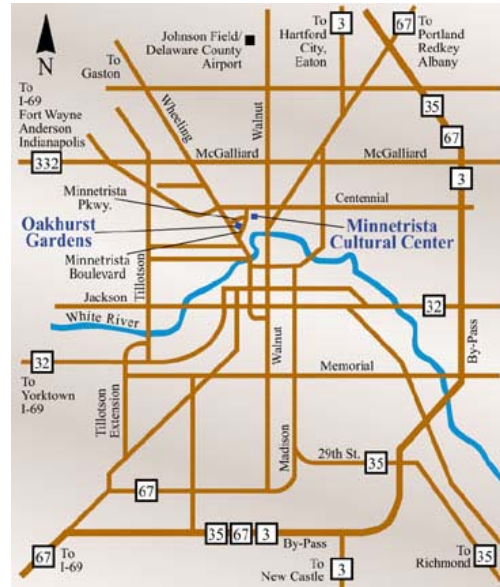 N
Johnson Field/
Delaware County
Airport
To
Hartford
City,
Eaton
3
67
To
Portland
Redkey
Albany
To
Gaston
To
I-69
Fort Wayne
Anderson
Indianapolis
332
Wheeling
Walnut
35
67
3
McGalliard
McGalliard
Minnetrista
Pkwy.
Centennial
Oakhurst
Gardens
Minnetrista
Cultural Center
Minnetrista
Boulevard
Tillotson
Jackson
32
White River
By-Pass
32
To
Yorktown
I-69
Walnut
Memorial
Tillotson
Extension
Madison
29th St.
35
67
35
67
3
By-Pass
67
To
I-69
To
New Castle
3
To
Richmond
35